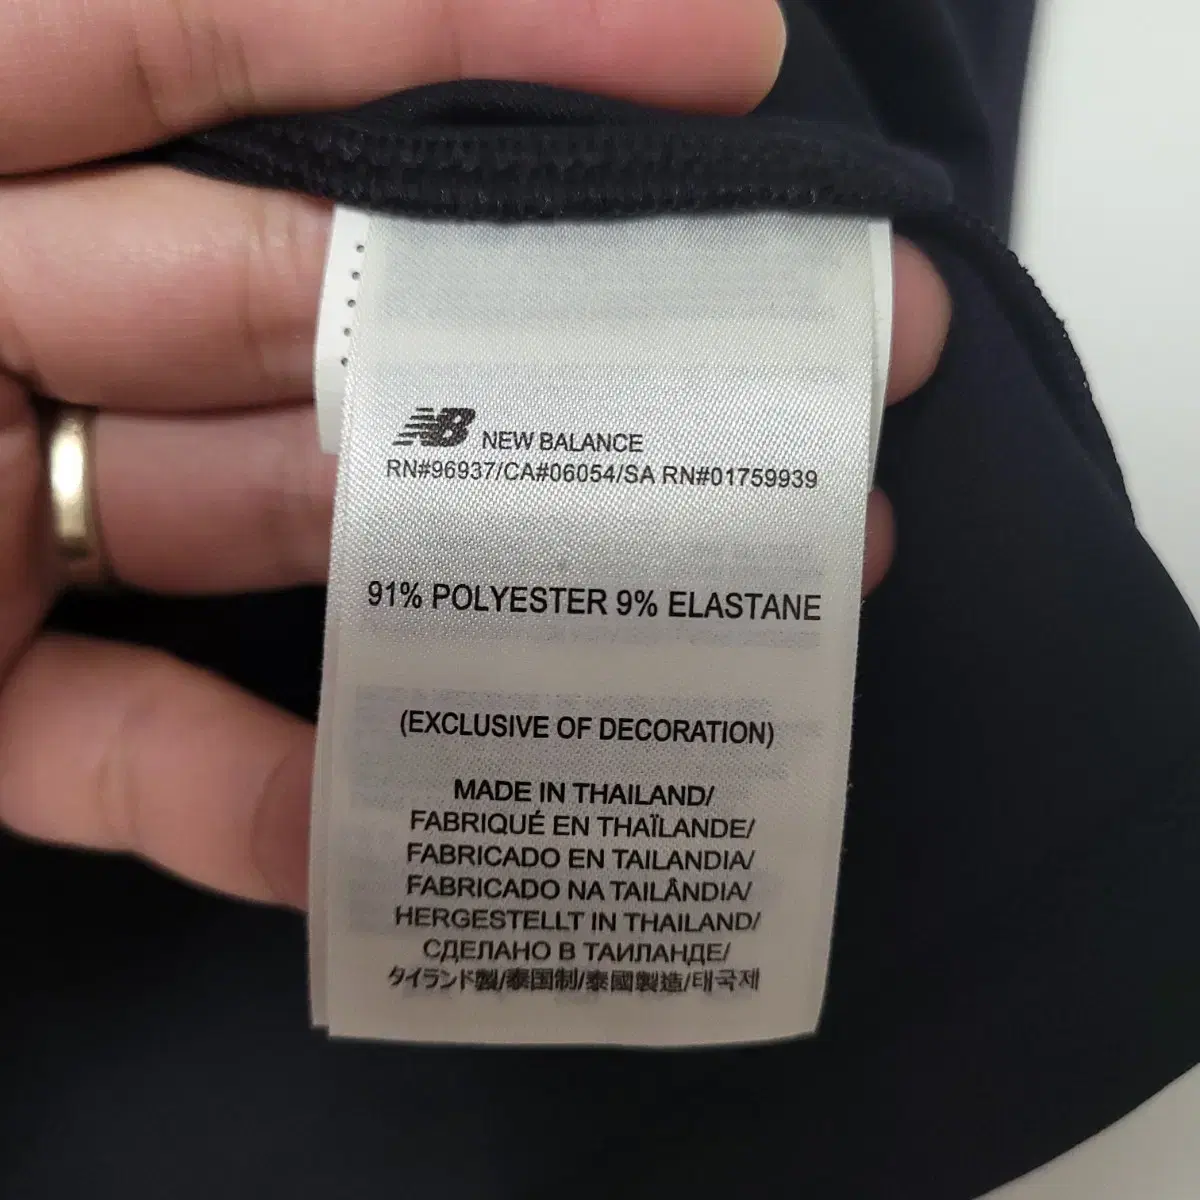 NB NEW BALANCE
RN#96937/CA#06054/SA RN#01759939
91% POLYESTER 9% ELASTANE
(EXCLUSIVE OF DECORATION)
MADE IN THAILAND/
FABRIQUÉ EN THAÏLANDE/
FABRICADO EN TAILANDIA/
FABRICADO NA TAILÂNDIA/
HERGESTELLT IN THAILAND/
СДЕЛАНО В ТАИЛАНДЕ/
タイランド製/泰国制/泰國製造/태국제